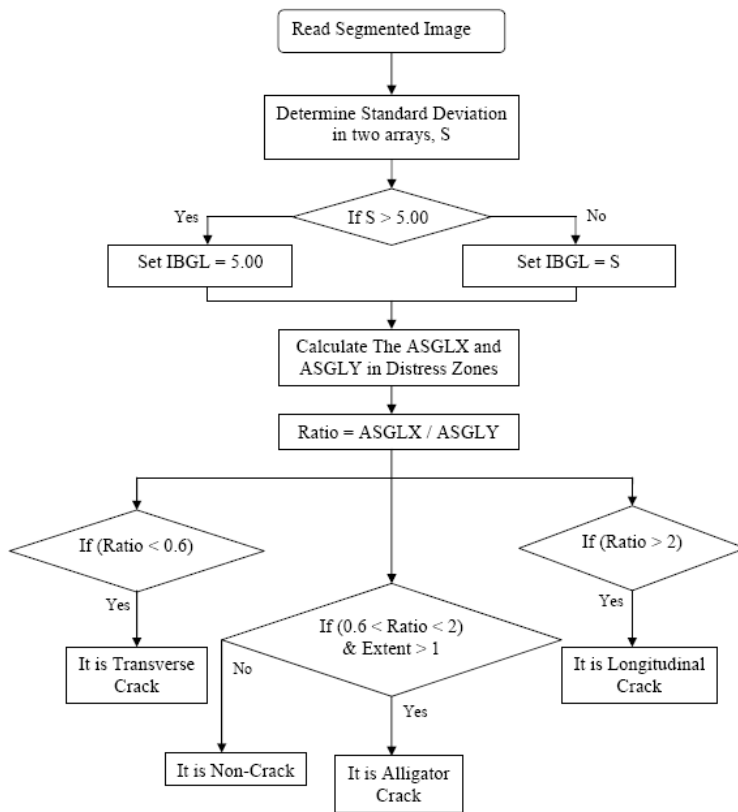 Read Segmented Image
Determine Standard Deviation
in two arrays, S
If S > 5.00
Yes
No
Set IBGL = 5.00
Set IBGL = S
Calculate The ASGLX and
ASGLY in Distress Zones
Ratio = ASGLX / ASGLY
If (Ratio < 0.6)
If (Ratio > 2)
Yes
Yes
If (0.6 < Ratio < 2)
& Extent > 1
It is Transverse
Crack
No
It is Longitudinal
Crack
Yes
It is Non-Crack
It is Alligator
Crack